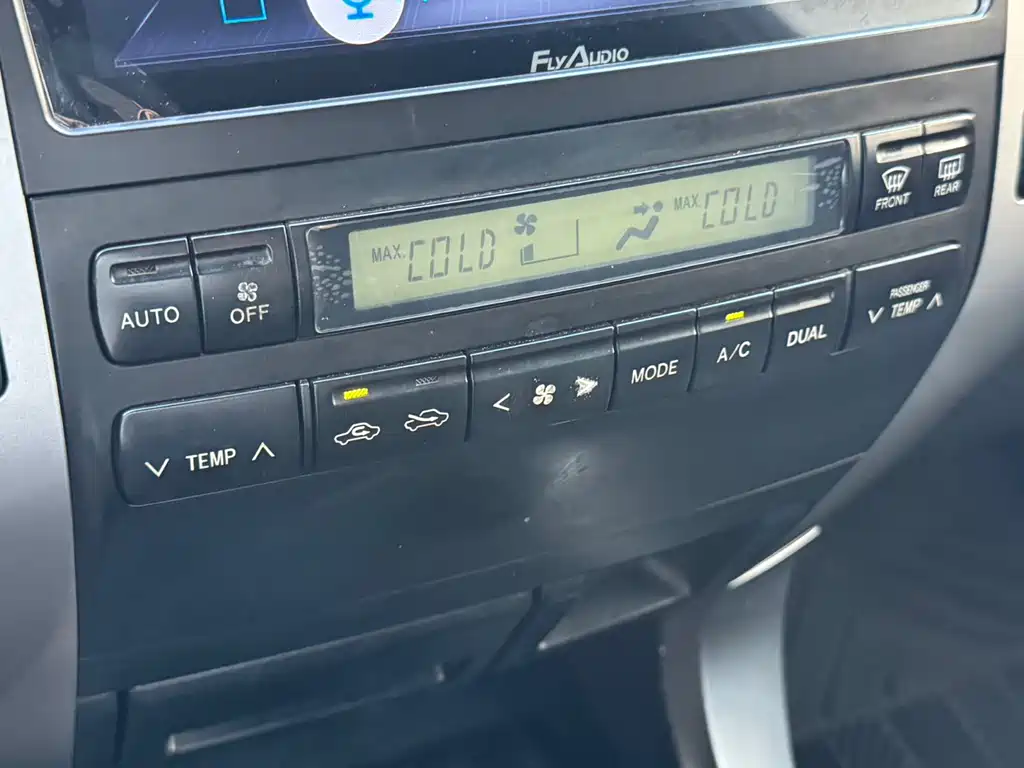 FLYAUDIO
FRONT
REAR
MAX. COLD
MAX. COLD
AUTO
OFF
PASSENGER
TEMP
DUAL
A/C
MODE
TEMP